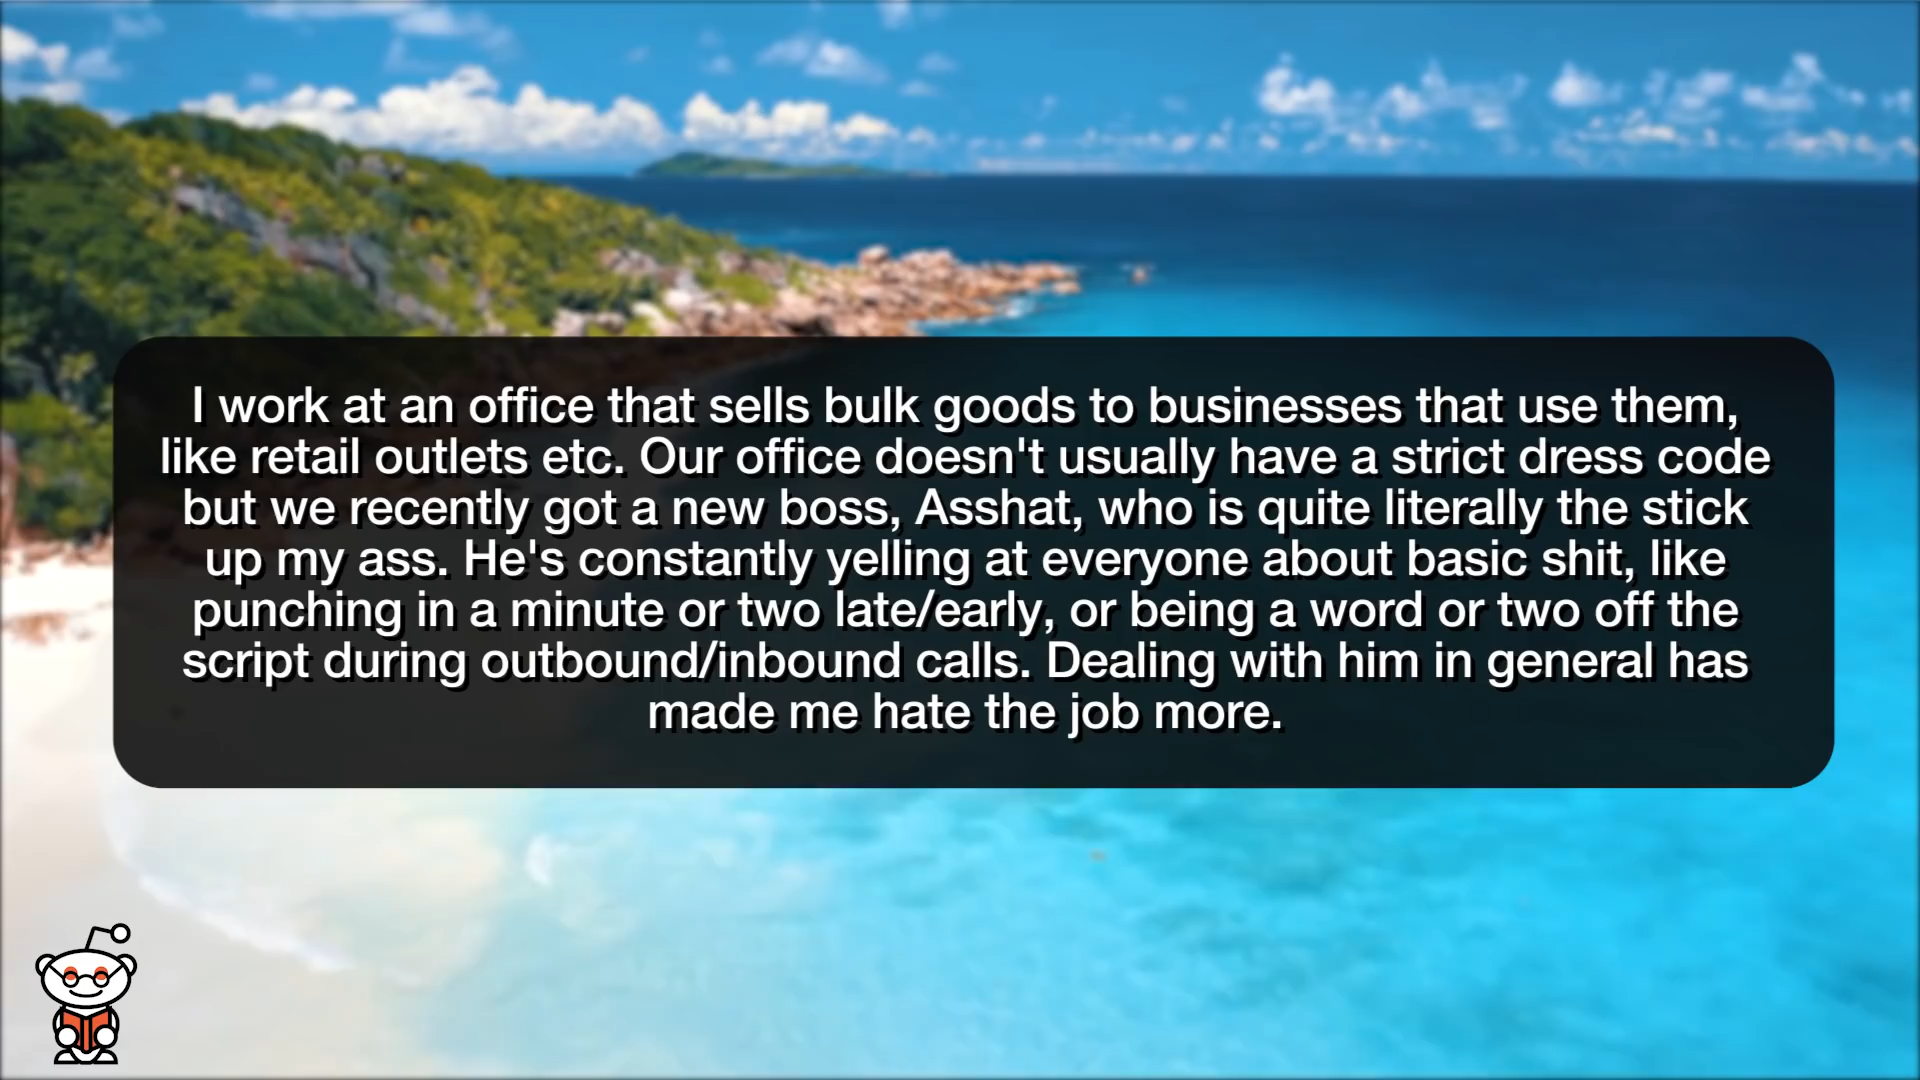 I work at an office that sells bulk goods to businesses that use them,
like retail outlets etc. Our office doesn't usually have a strict dress code
but we recently got a new boss, Asshat, who is quite literally the stick
up my ass. He's constantly yelling at everyone about basic shit, like
punching in a minute or two late/early, or being a word or two off the
script during outbound/inbound calls. Dealing with him in general has
made me hate the job more.